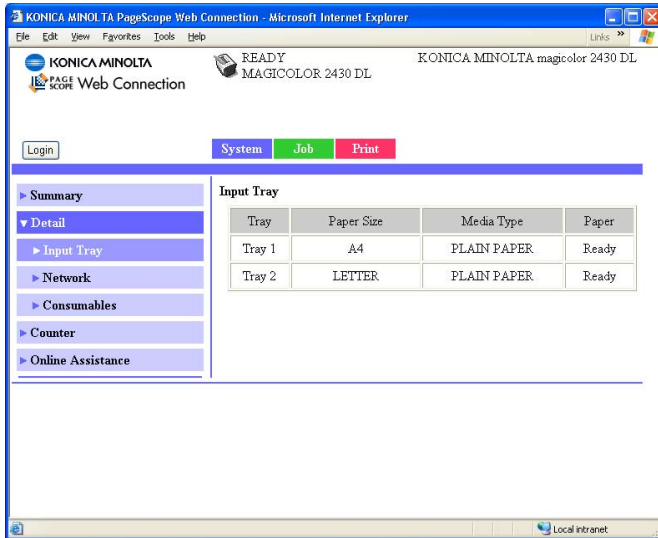 KONICA MINOLTA PageScope Web Connection - Microsoft Internet Explorer
File Edit View Favorites Tools Help
Links »
KONICA MINOLTA
PAGE SCOPE Web Connection
READY
MAGICOLOR 2430 DL
KONICA MINOLTA magicolor 2430 DL
Login
System Job Print
Summary
Detail
Input Tray
Network
Consumables
Counter
Online Assistance
Input Tray
Tray Paper Size Media Type Paper
Tray 1 A4 PLAIN PAPER Ready
Tray 2 LETTER PLAIN PAPER Ready
Local intranet